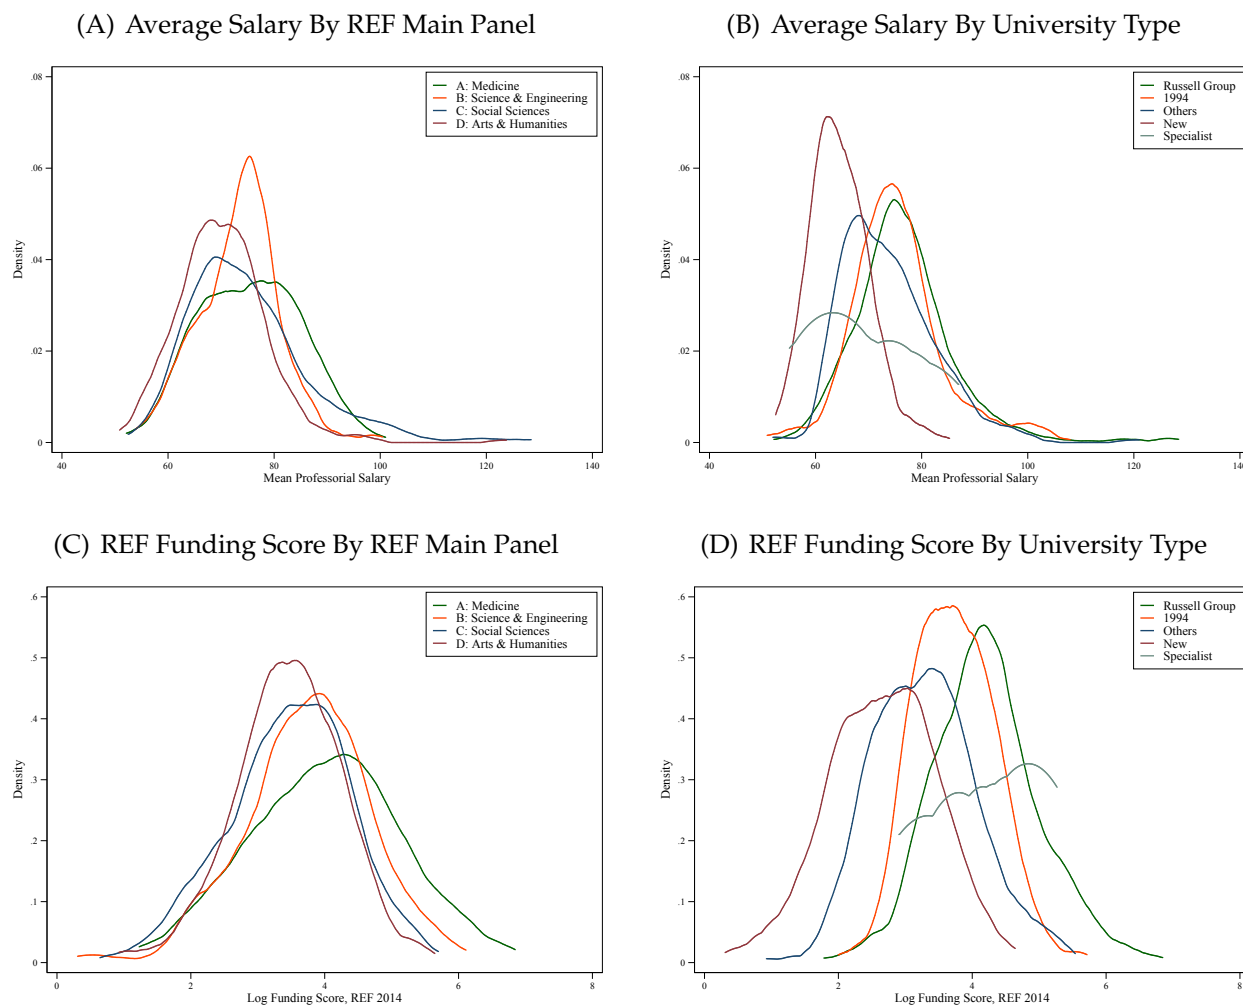 (A) Average Salary By REF Main Panel
.08
.06
.04
.02
0
Density
40 60 80 100 120 140
Mean Professorial Salary
A: Medicine
B: Science & Engineering
C: Social Sciences
D: Arts & Humanities
(B) Average Salary By University Type
.08
.06
.04
.02
0
Density
40 60 80 100 120 140
Mean Professorial Salary
Russell Group
1994
Others
New
Specialist
(C) REF Funding Score By REF Main Panel
.6
.5
.4
.3
.2
.1
0
Density
0 2 4 6 8
Log Funding Score, REF 2014
A: Medicine
B: Science & Engineering
C: Social Sciences
D: Arts & Humanities
(D) REF Funding Score By University Type
.6
.5
.4
.3
.2
.1
0
Density
0 2 4 6 8
Log Funding Score, REF 2014
Russell Group
1994
Others
New
Specialist